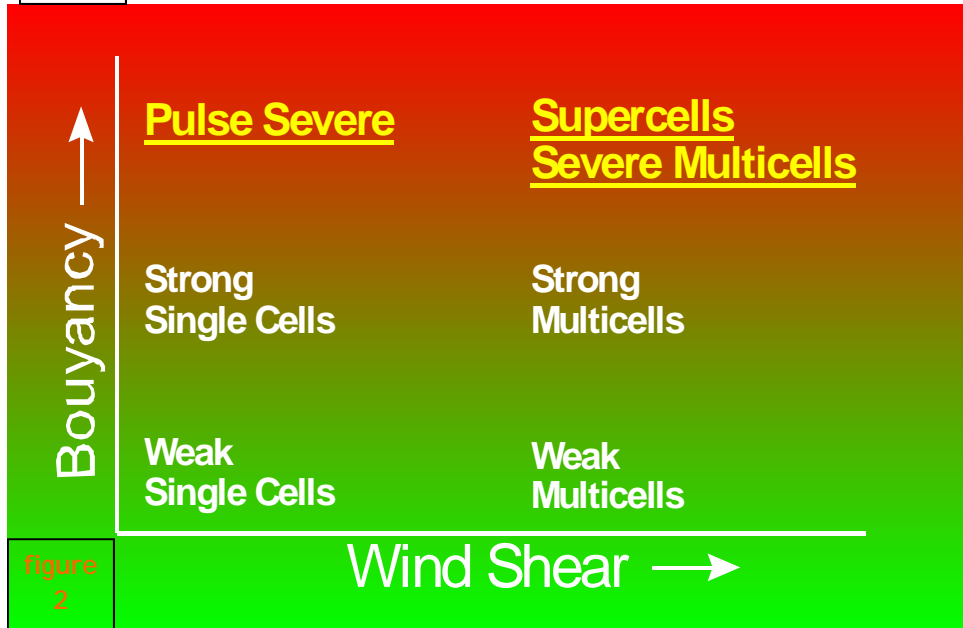 Pulse Severe
Supercells
Severe Multicells
Bouyancy
Strong
Single Cells
Strong
Multicells
Weak
Single Cells
Weak
Multicells
Wind Shear
figure
2